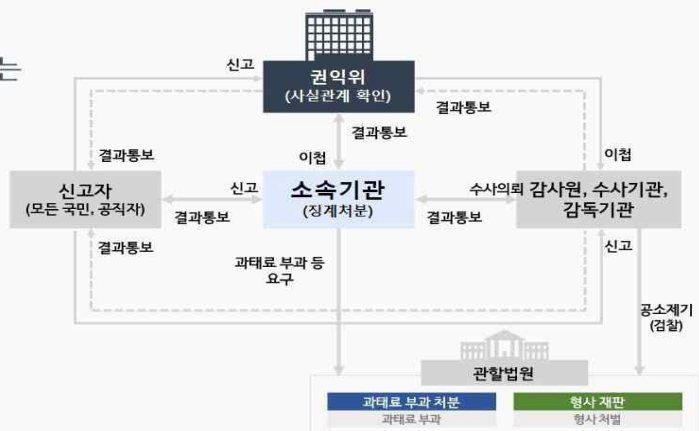 는
신고
권익위
(사실관계 확인)
결과통보
결과통보
결과통보
이첩
이첩
신고자
(모든 국민, 공직자)
신고
결과통보
소속기관
(징계처분)
수사의뢰
결과통보
감사원, 수사기관,
감독기관
결과통보
신고
과태료 부과 등
요구
공소제기
(검찰)
관할법원
과태료 부과 처분
형사 재판
과태료 부과
형사 처벌